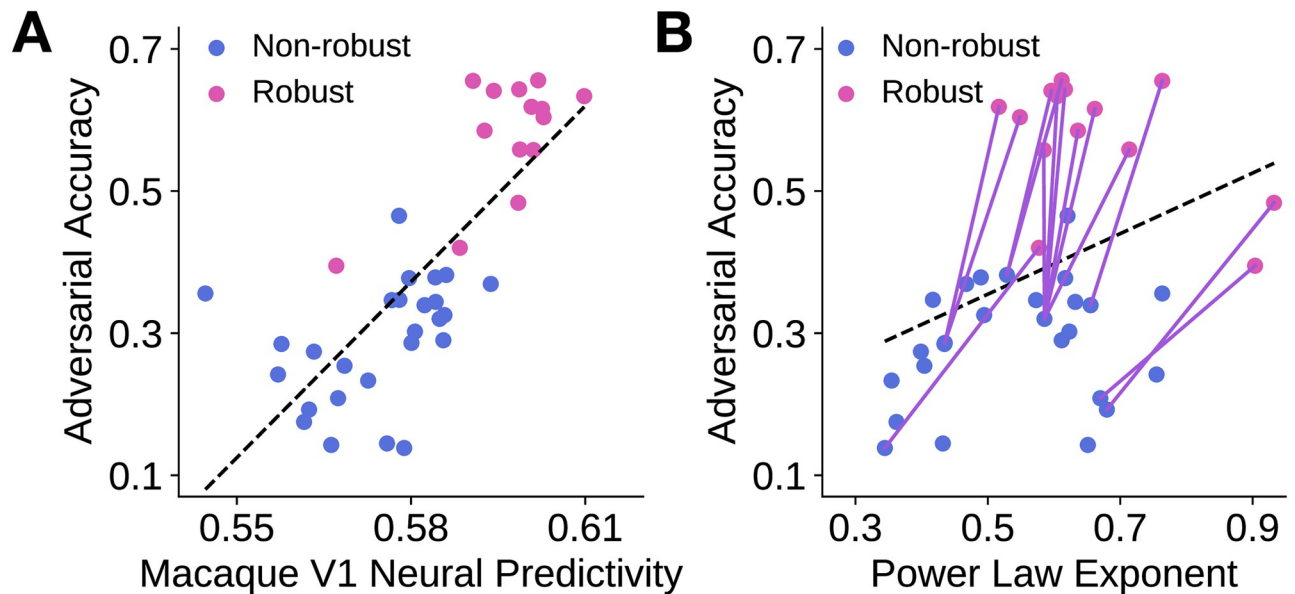 A
Non-robust
Robust
0.7
0.5
0.3
0.1
Adversarial Accuracy
0.55 0.58 0.61
Macaque V1 Neural Predictivity
B
Non-robust
Robust
0.7
0.5
0.3
0.1
Adversarial Accuracy
0.3 0.5 0.7 0.9
Power Law Exponent